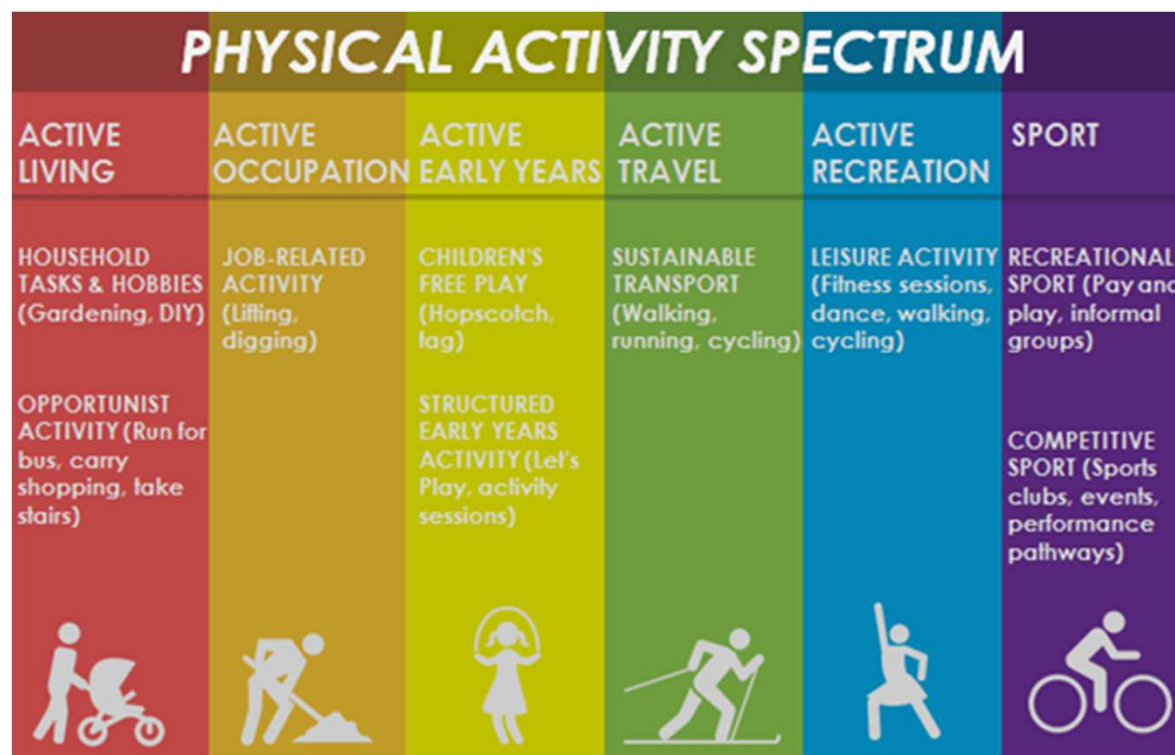 PHYSICAL ACTIVITY SPECTRUM
ACTIVE
LIVING
HOUSEHOLD
TASKS & HOBBIES
(Gardening, DIY)
OPPORTUNIST
ACTIVITY (Run for
bus, carry
shopping, take
stairs)
ACTIVE
OCCUPATION
JOB-RELATED
ACTIVITY
(Lifting,
digging)
ACTIVE
EARLY YEARS
CHILDREN'S
FREE PLAY
(Hopscotch,
tag)
STRUCTURED
EARLY YEARS
ACTIVITY (Let's
Play, activity
sessions)
ACTIVE
TRAVEL
SUSTAINABLE
TRANSPORT
(Walking,
running, cycling)
ACTIVE
RECREATION
LEISURE ACTIVITY
(Fitness sessions,
dance, walking,
cycling)
SPORT
RECREATIONAL
SPORT (Pay and
play, informal
groups)
COMPETITIVE
SPORT (Sports
clubs, events,
performance
pathways)